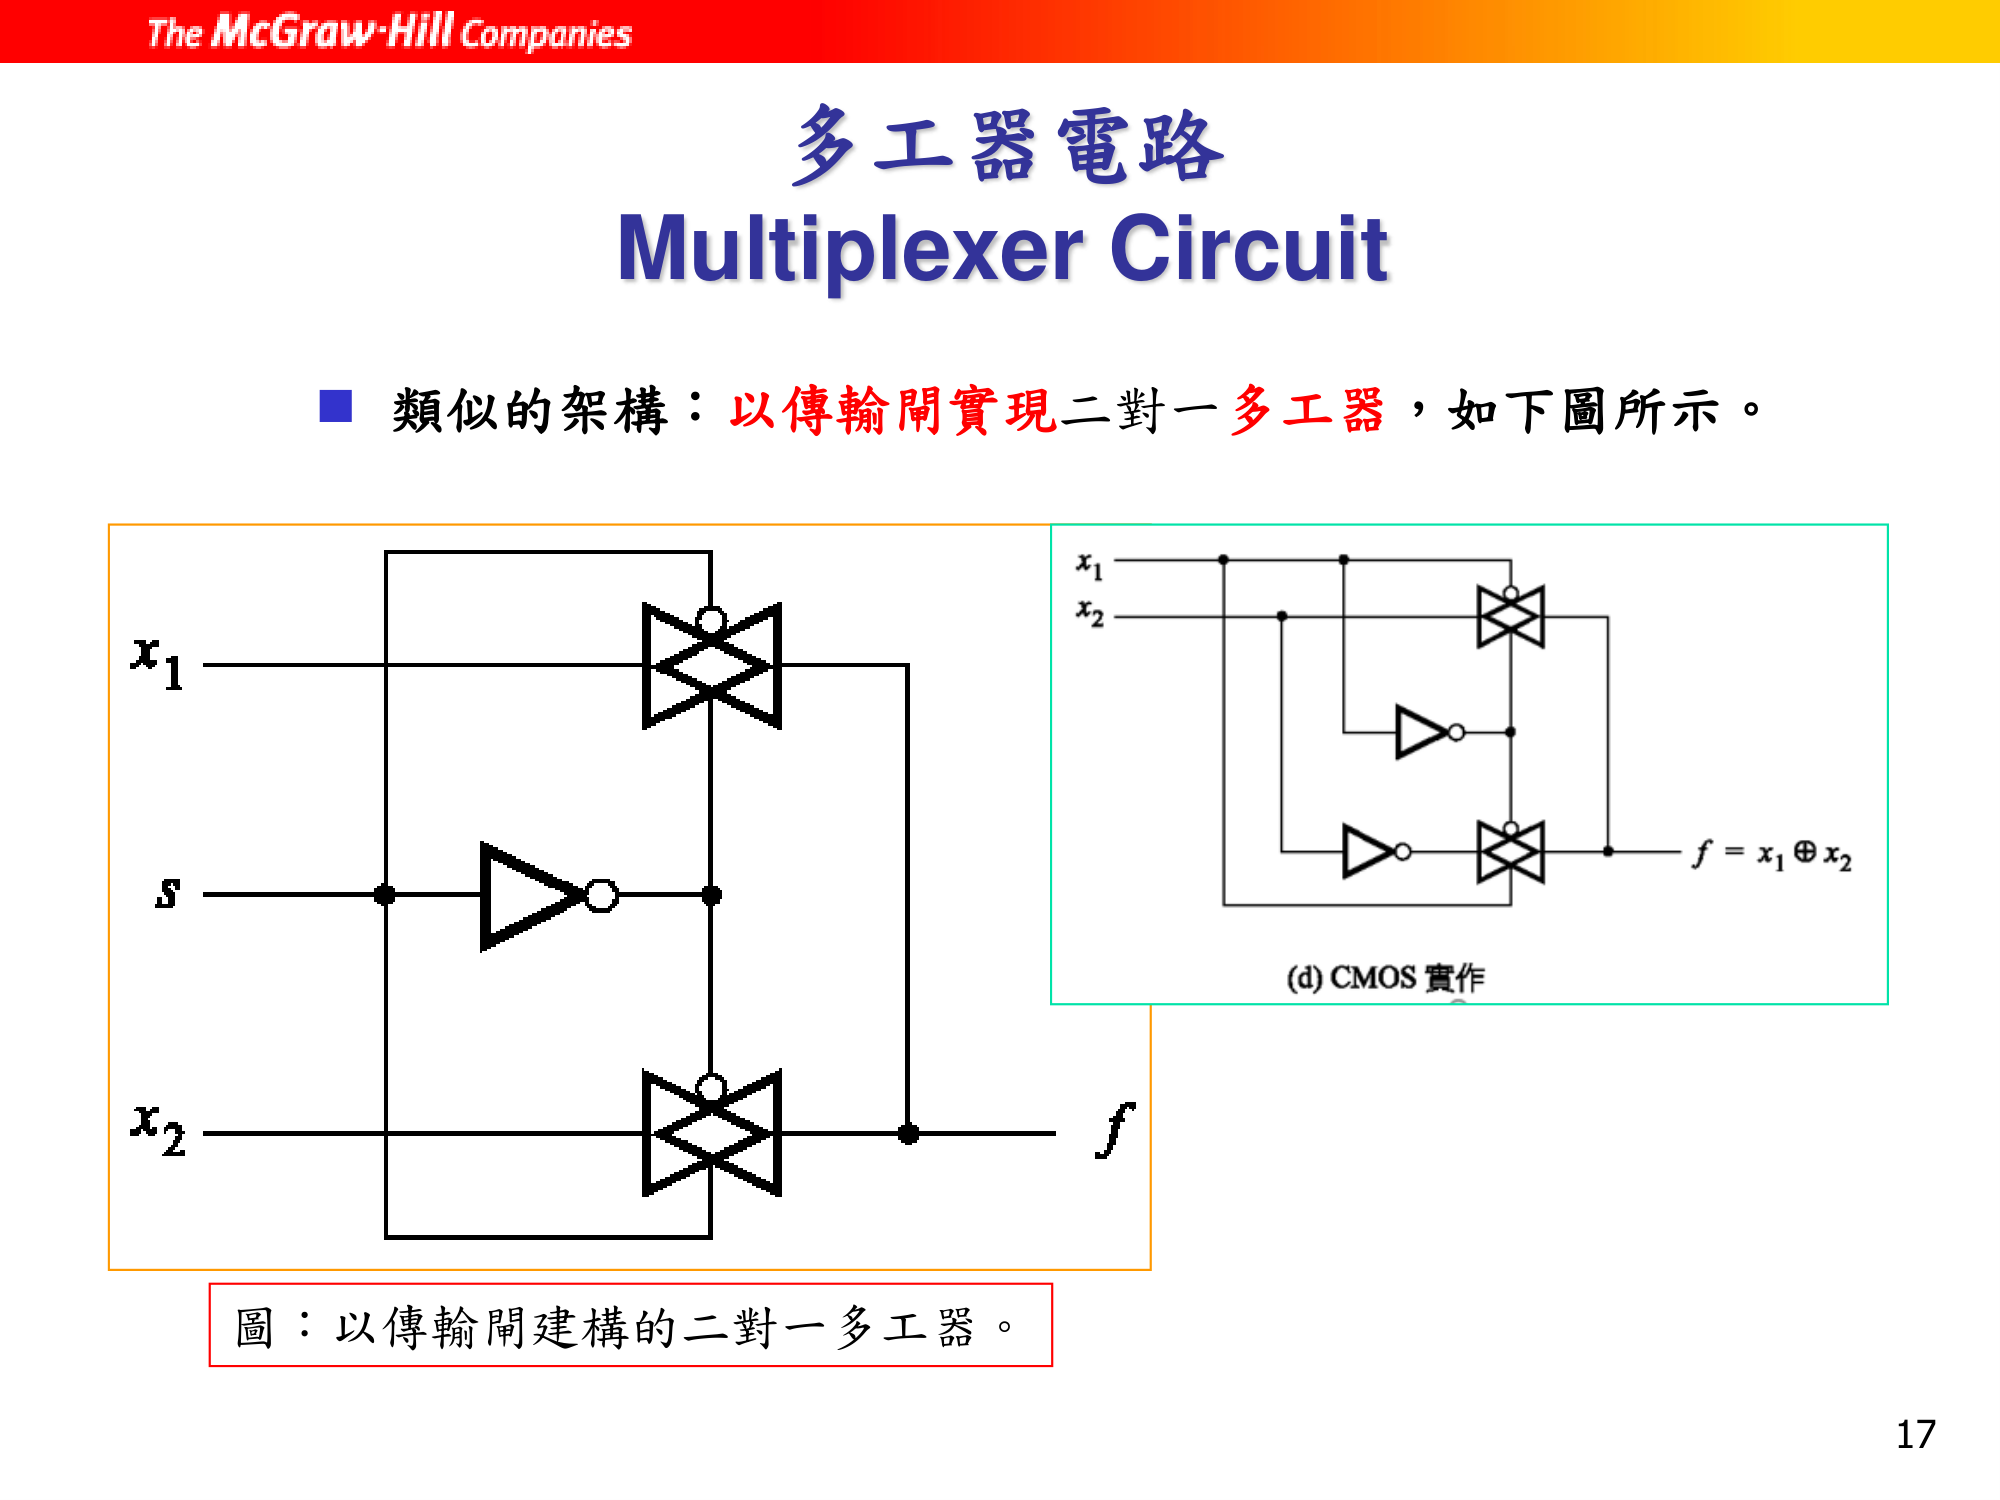 The McGraw·Hill Companies
多工器電路
Multiplexer Circuit
類似的架構：以傳輸閘實現二對一多工器，如下圖所示。
x1
s
x2
f
x1
x2
f = x1 ⊕ x2
(d) CMOS 實作
圖：以傳輸閘建構的二對一多工器。
17